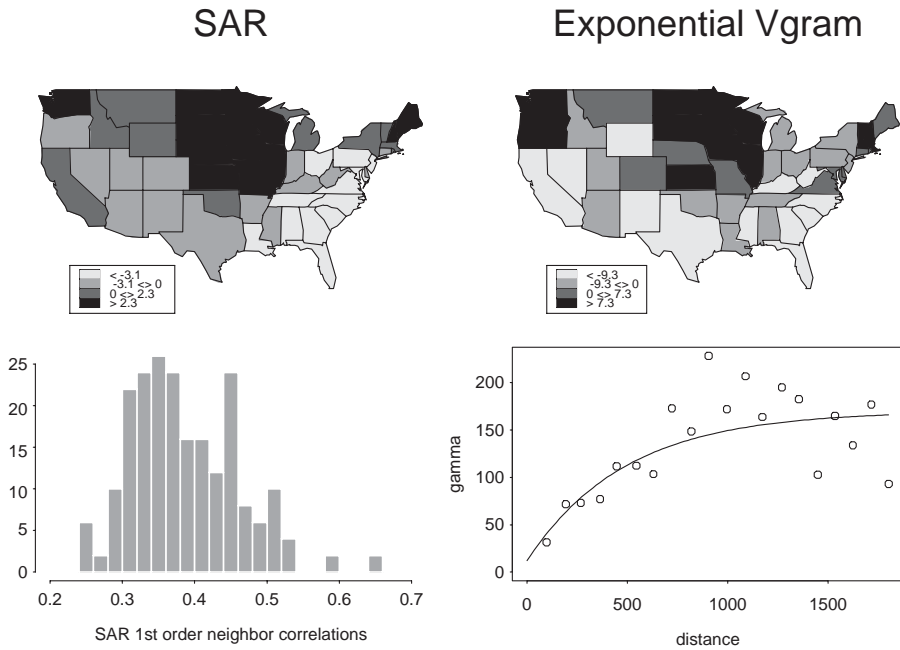 SAR
Exponential Vgram
< -3.1
-3.1 <> 0
0 <> 2.3
> 2.3
< -9.3
-9.3 <> 0
0 <> 7.3
> 7.3
25
20
15
10
5
0
0.2 0.3 0.4 0.5 0.6 0.7
SAR 1st order neighbor correlations
gamma
200
150
100
50
0
0 500 1000 1500
distance